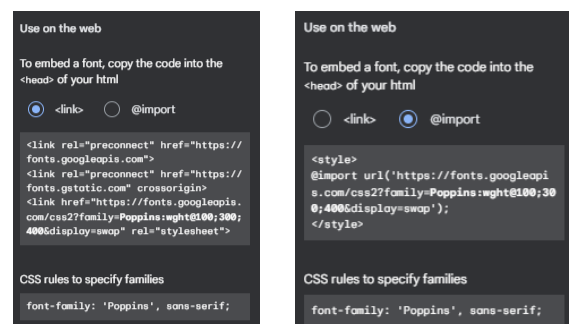 Use on the web
To embed a font, copy the code into the
<head> of your html
<link>
@import
<link rel="preconnect" href="https://
fonts.googleapis.com">
<link rel="preconnect" href="https://
fonts.gstatic.com" crossorigin>
<link href="https://fonts.googleapis.
com/css2?family=Poppins:wght@100;300;
400&display=swap" rel="stylesheet">
CSS rules to specify families
font-family: 'Poppins', sans-serif;
Use on the web
To embed a font, copy the code into the
<head> of your html
<link>
@import
<style>
@import url('https://fonts.googleapi
s.com/css2?family=Poppins:wght@100;30
0;400&display=swap');
</style>
CSS rules to specify families
font-family: 'Poppins', sans-serif;